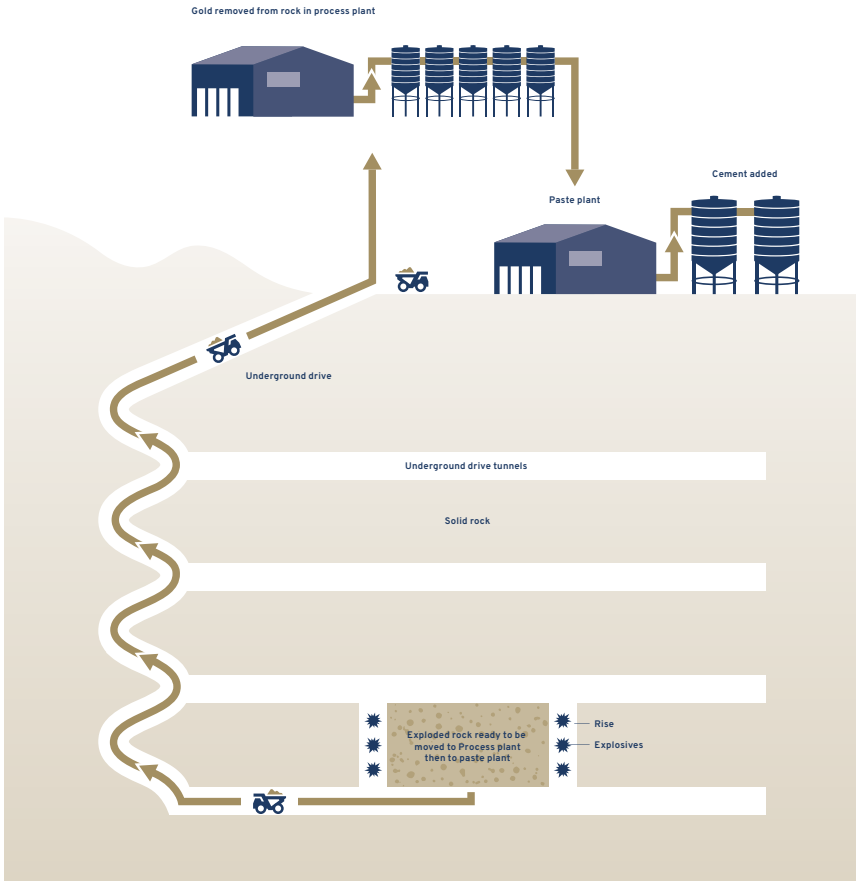 Gold removed from rock in process plant
Cement added
Paste plant
Underground drive
Underground drive tunnels
Solid rock
Rise
Exploded rock ready to be
moved to Process plant
then to paste plant
Explosives